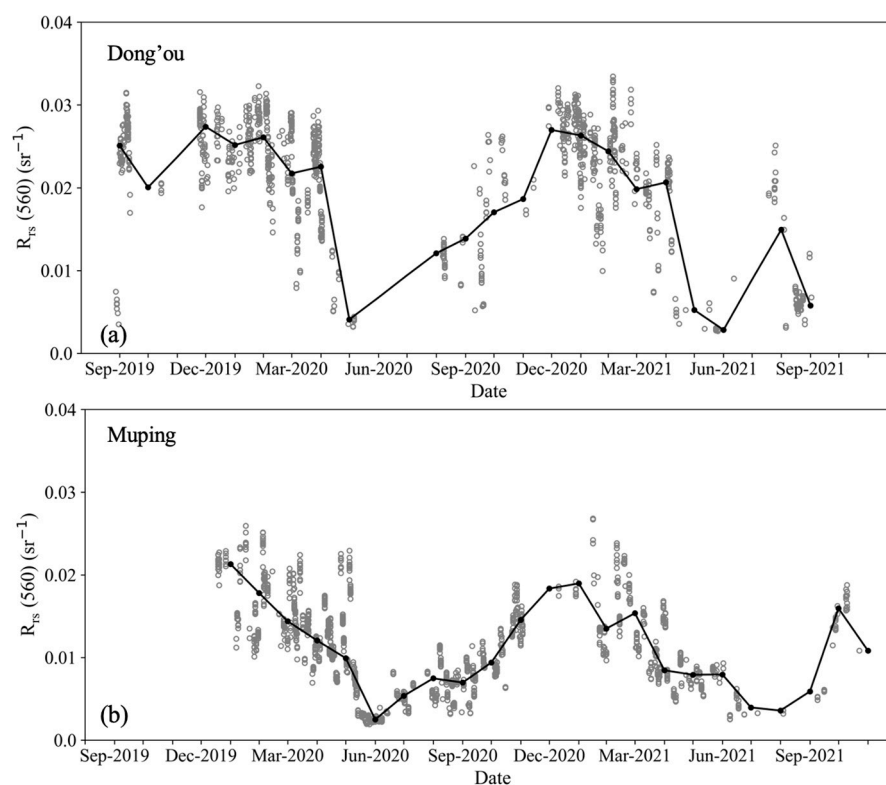 0.04
Dong’ou
0.03
0.02
0.01
(a)
0.0
R_rs (560) (sr⁻¹)
Sep-2019 Dec-2019 Mar-2020 Jun-2020 Sep-2020 Dec-2020 Mar-2021 Jun-2021 Sep-2021
Date
0.04
Muping
0.03
0.02
0.01
(b)
0.0
R_rs (560) (sr⁻¹)
Sep-2019 Dec-2019 Mar-2020 Jun-2020 Sep-2020 Dec-2020 Mar-2021 Jun-2021 Sep-2021
Date